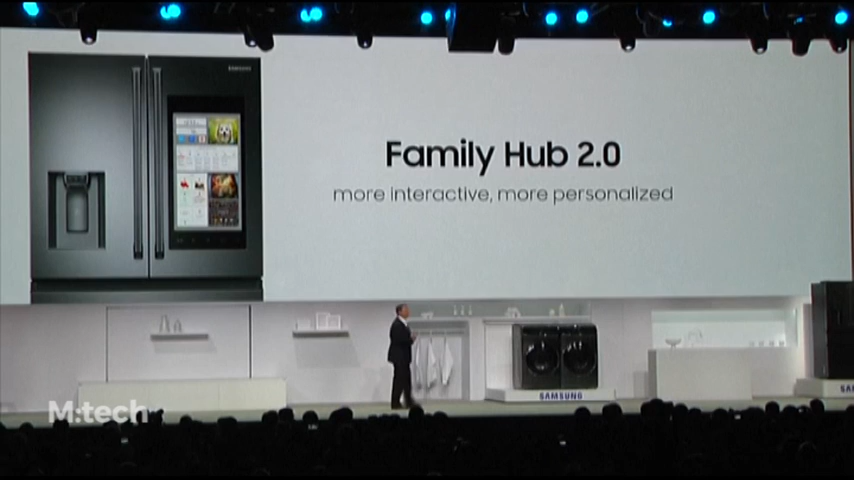 SAMSUNG
Family Hub 2.0
more interactive, more personalized
SAMSUNG
M:tech